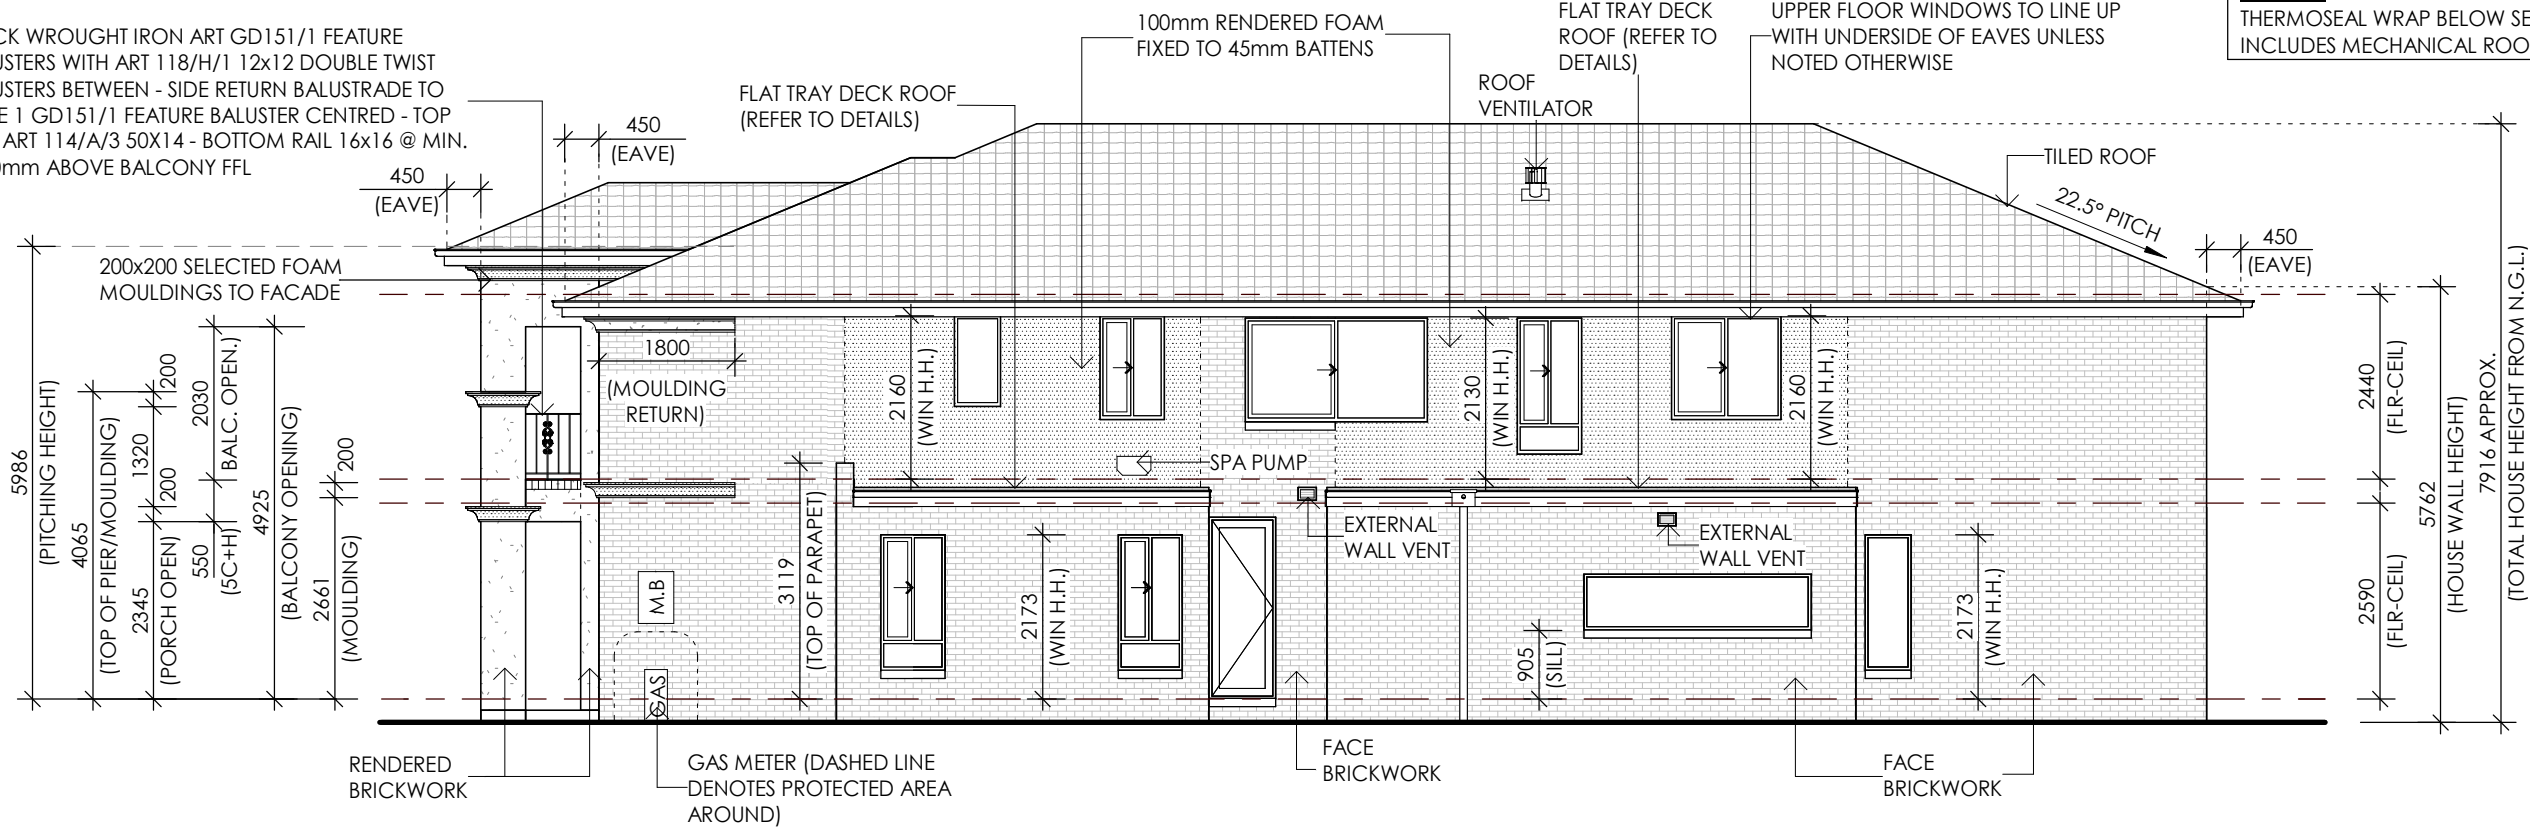 WROUGHT IRON ART GD151/1 FEATURE
WITH ART 118/H/1 12x12 DOUBLE TWIST
BETWEEN - SIDE RETURN BALUSTRADE TO
1 GD151/1 FEATURE BALUSTER CENTRED - TOP
ART 114/A/3 50X14 - BOTTOM RAIL 16x16 @ MIN.
ABOVE BALCONY FFL
450
(EAVE)
450
(EAVE)
FLAT TRAY DECK ROOF
(REFER TO DETAILS)
100mm RENDERED FOAM
FIXED TO 45mm BATTENS
ROOF
VENTILATOR
FLAT TRAY DECK
ROOF (REFER TO
DETAILS)
UPPER FLOOR WINDOWS TO LINE UP
WITH UNDERSIDE OF EAVES UNLESS
NOTED OTHERWISE
THERMOSEAL WRAP BELOW
INCLUDES MECHANICAL
TILED ROOF
22.5° PITCH
450
(EAVE)
200x200 SELECTED FOAM
MOULDINGS TO FACADE
5986
(PITCHING HEIGHT)
4065
(TOP OF PIER/MOULDING)
200
1320
200
2345
(PORCH OPEN)
2030
(BALC. OPEN.)
550
(5C+H)
4925
(BALCONY OPENING)
200
2661
(MOULDING)
1800
(MOULDING
RETURN)
2160
(WIN H.H.)
2130
(WIN H.H.)
2160
(WIN H.H.)
SPA PUMP
EXTERNAL
WALL VENT
EXTERNAL
WALL VENT
M.B
GAS
3119
(TOP OF PARAPET)
2173
(WIN H.H.)
905
(SILL)
2173
(WIN H.H.)
2440
(FLR-CEIL)
2590
(FLR-CEIL)
5762
(HOUSE WALL HEIGHT)
7916 APPROX.
(TOTAL HOUSE HEIGHT FROM N.G.L.)
RENDERED
BRICKWORK
GAS METER (DASHED LINE
DENOTES PROTECTED AREA
AROUND)
FACE
BRICKWORK
FACE
BRICKWORK